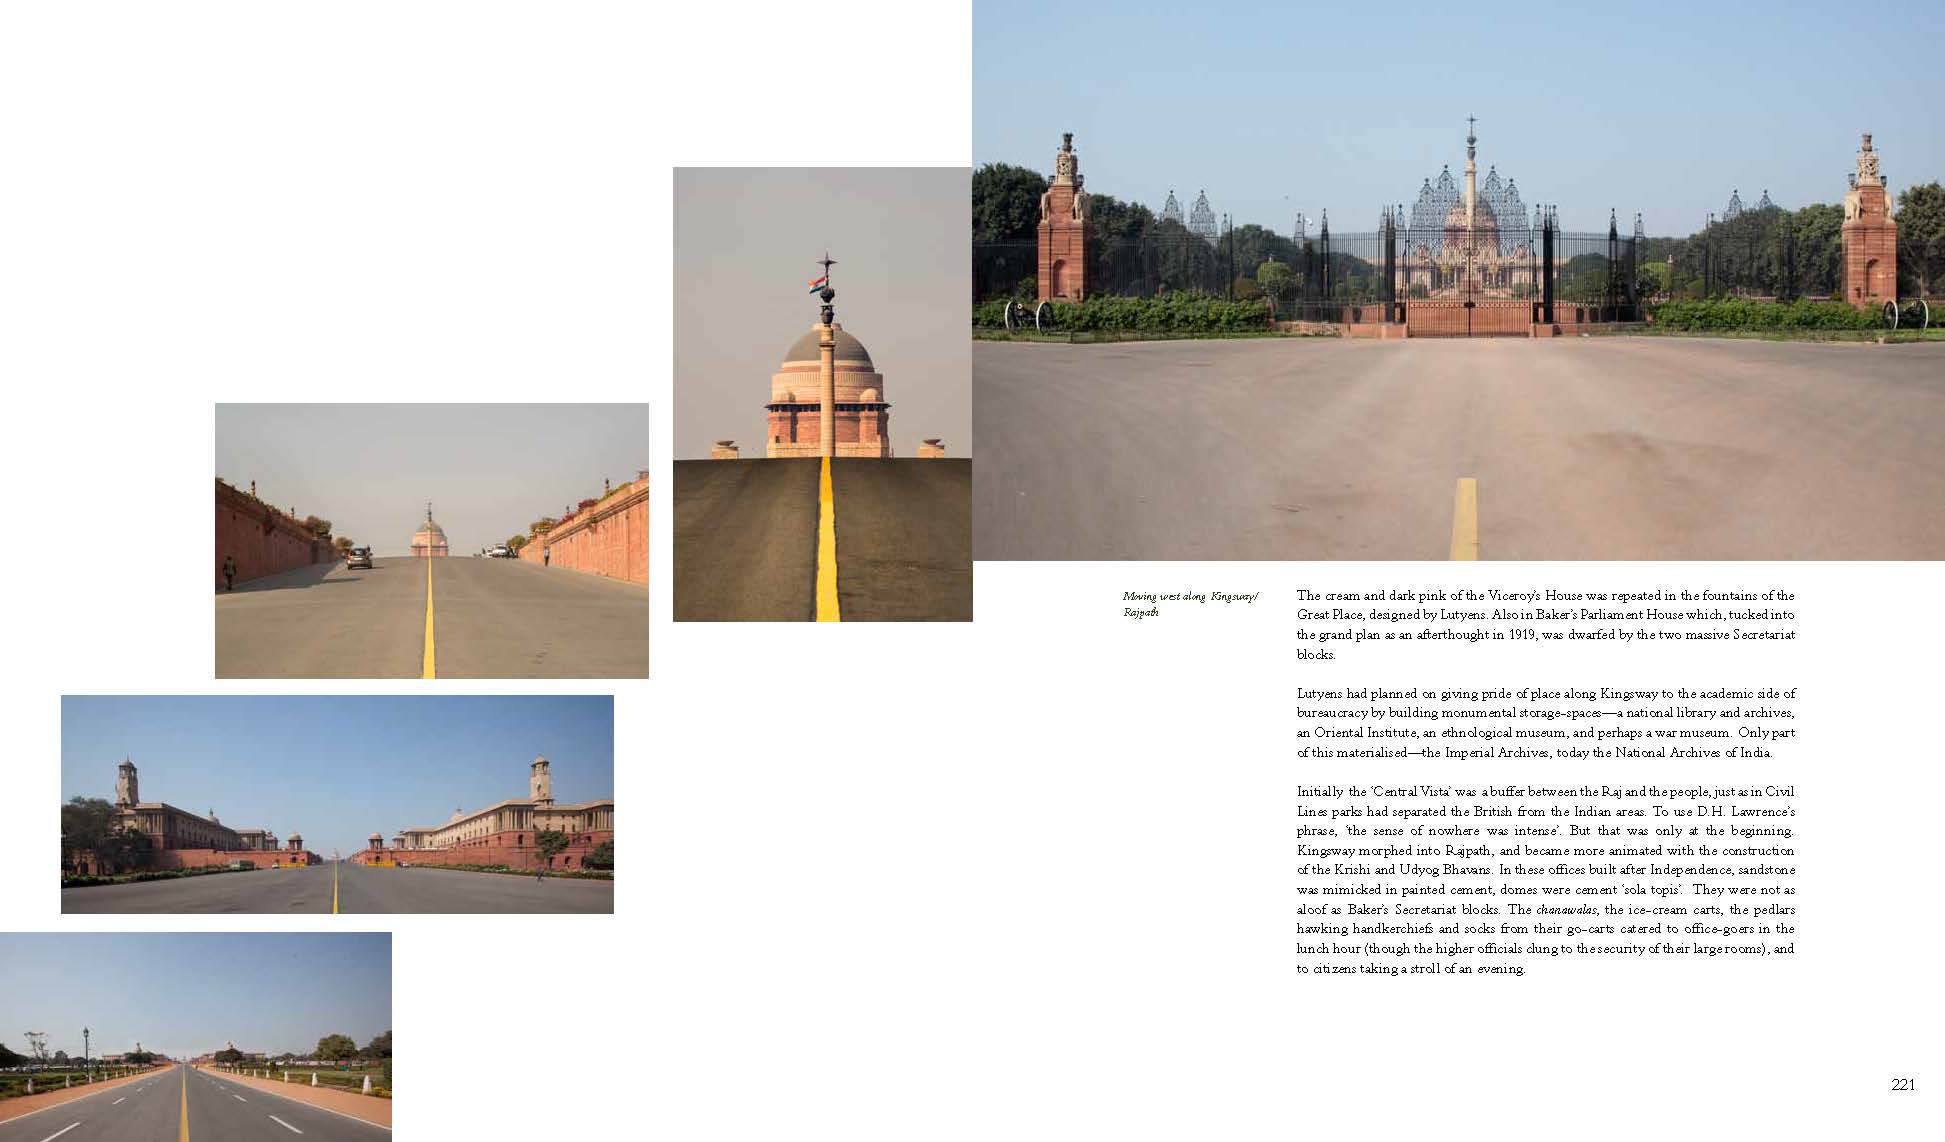 Moving west along Kingsway/
Rajpath
The cream and dark pink of the Viceroy's House was repeated in the fountains of the
Great Place, designed by Lutyens. Also in Baker's Parliament House which, tucked into
the grand plan as an afterthought in 1919, was dwarfed by the two massive Secretariat
blocks.
Lutyens had planned on giving pride of place along Kingsway to the academic side of
bureaucracy by building monumental storage-spaces—a national library and archives,
an Oriental Institute, an ethnological museum, and perhaps a war museum. Only part
of this materialised—the Imperial Archives, today the National Archives of India.
Initially the ‘Central Vista’ was a buffer between the Raj and the people, just as in Civil
Lines parks had separated the British from the Indian areas. To use D.H. Lawrence's
phrase, ‘the sense of nowhere was intense’. But that was only at the beginning.
Kingsway morphed into Rajpath, and became more animated with the construction
of the Krishi and Udyog Bhavans. In these offices built after Independence, sandstone
was mimicked in painted cement, domes were cement ‘sola topis’. They were not as
aloof as Baker's Secretariat blocks. The chanawalas, the ice-cream carts, the pedlars
hawking handkerchiefs and socks from their go-carts catered to office-goers in the
lunch hour (though the higher officials clung to the security of their large rooms), and
to citizens taking a stroll of an evening.
221